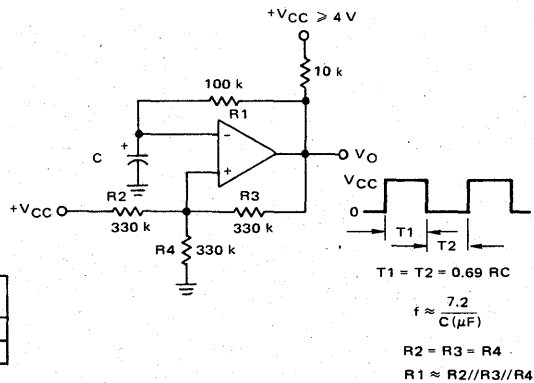 +VCC ≥ 4 V
10 k
100 k
R1
−
+
C
+
VO
+VCC
R2
330 k
R3
330 k
R4
330 k
VCC
0
T1
T2
T1 = T2 = 0.69 RC
f ≈ 7.2
C(μF)
R2 = R3 = R4
R1 ≈ R2//R3//R4